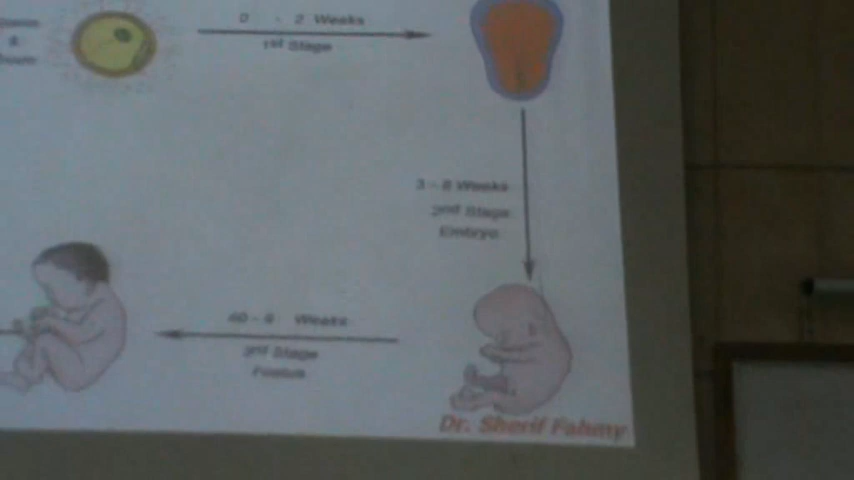 &
0 - 2 Weeks
1st Stage
3 - 8 Weeks
2nd Stage
Embryo
40 - 9 Weeks
3rd Stage
Foetus
Dr. Sherif Fahmy